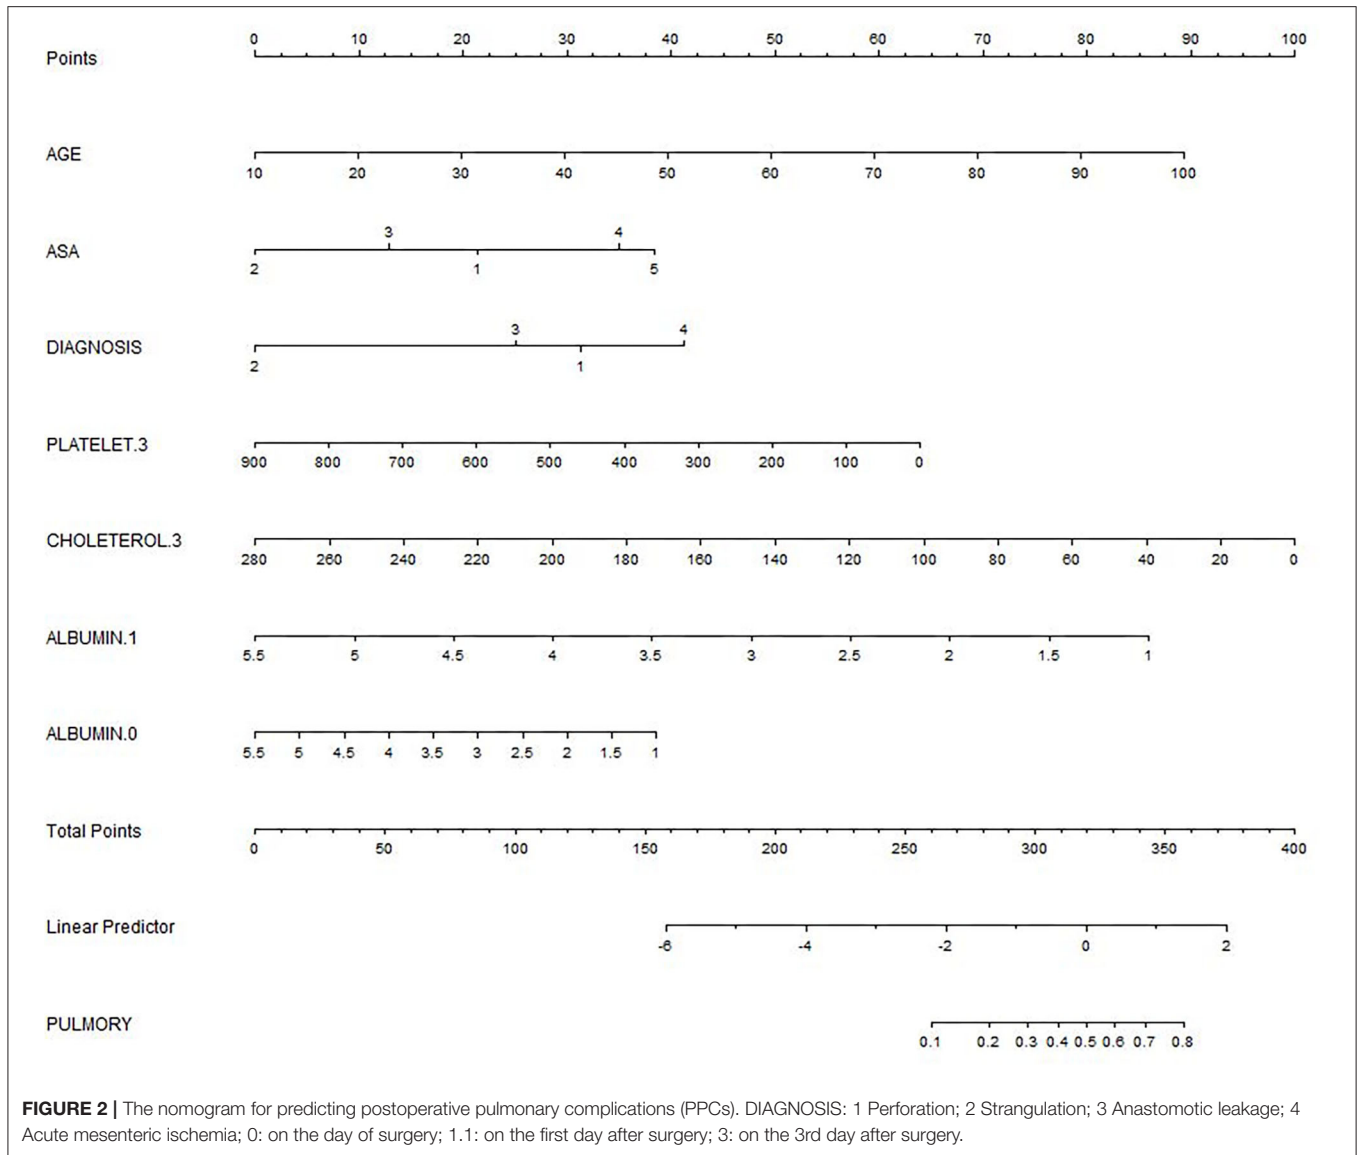 0 10 20 30 40 50 60 70 80 90 100
Points
AGE
10 20 30 40 50 60 70 80 90 100
3 4
ASA
2 1 5
3 4
DIAGNOSIS
2 1
PLATELET.3
900 800 700 600 500 400 300 200 100 0
CHOLETEROL.3
280 260 240 220 200 180 160 140 120 100 80 60 40 20 0
ALBUMIN.1
5.5 5 4.5 4 3.5 3 2.5 2 1.5 1
ALBUMIN.0
5.5 5 4.5 4 3.5 3 2.5 2 1.5 1
Total Points
0 50 100 150 200 250 300 350 400
Linear Predictor
-6 -4 -2 0 2
PULMORY
0.1 0.2 0.3 0.4 0.5 0.6 0.7 0.8
FIGURE 2 | The nomogram for predicting postoperative pulmonary complications (PPCs). DIAGNOSIS: 1 Perforation; 2 Strangulation; 3 Anastomotic leakage; 4
Acute mesenteric ischemia; 0: on the day of surgery; 1.1: on the first day after surgery; 3: on the 3rd day after surgery.